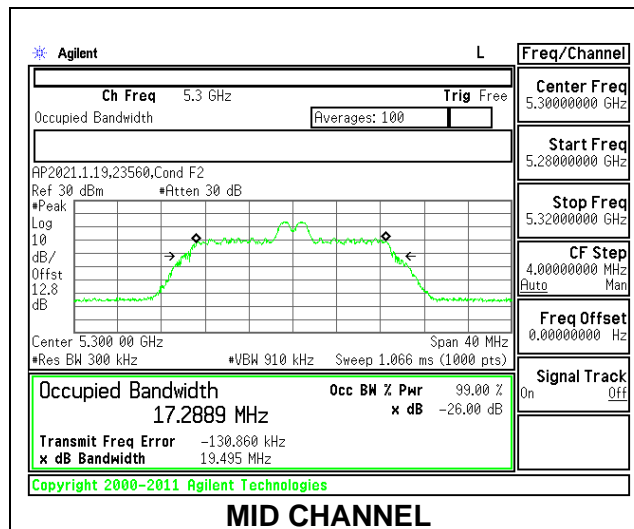 Agilent L Freq/Channel
Ch Freq 5.3 GHz Trig Free
Occupied Bandwidth Averages: 100
Center Freq
5.30000000 GHz
Start Freq
5.28000000 GHz
AP2021.1.19,23560,Cond F2
Ref 30 dBm #Atten 30 dB
#Peak
Log
10
dB/
Offst
12.8
dB
Stop Freq
5.32000000 GHz
CF Step
4.00000000 MHz
Auto Man
Freq Offset
0.00000000 Hz
Center 5.300 00 GHz Span 40 MHz
#Res BW 300 kHz #VBW 910 kHz Sweep 1.066 ms (1000 pts)
Signal Track
On Off
Occupied Bandwidth Occ BW % Pwr 99.00 %
17.2889 MHz x dB -26.00 dB
Transmit Freq Error -130.860 kHz
x dB Bandwidth 19.495 MHz
Copyright 2000-2011 Agilent Technologies
MID CHANNEL